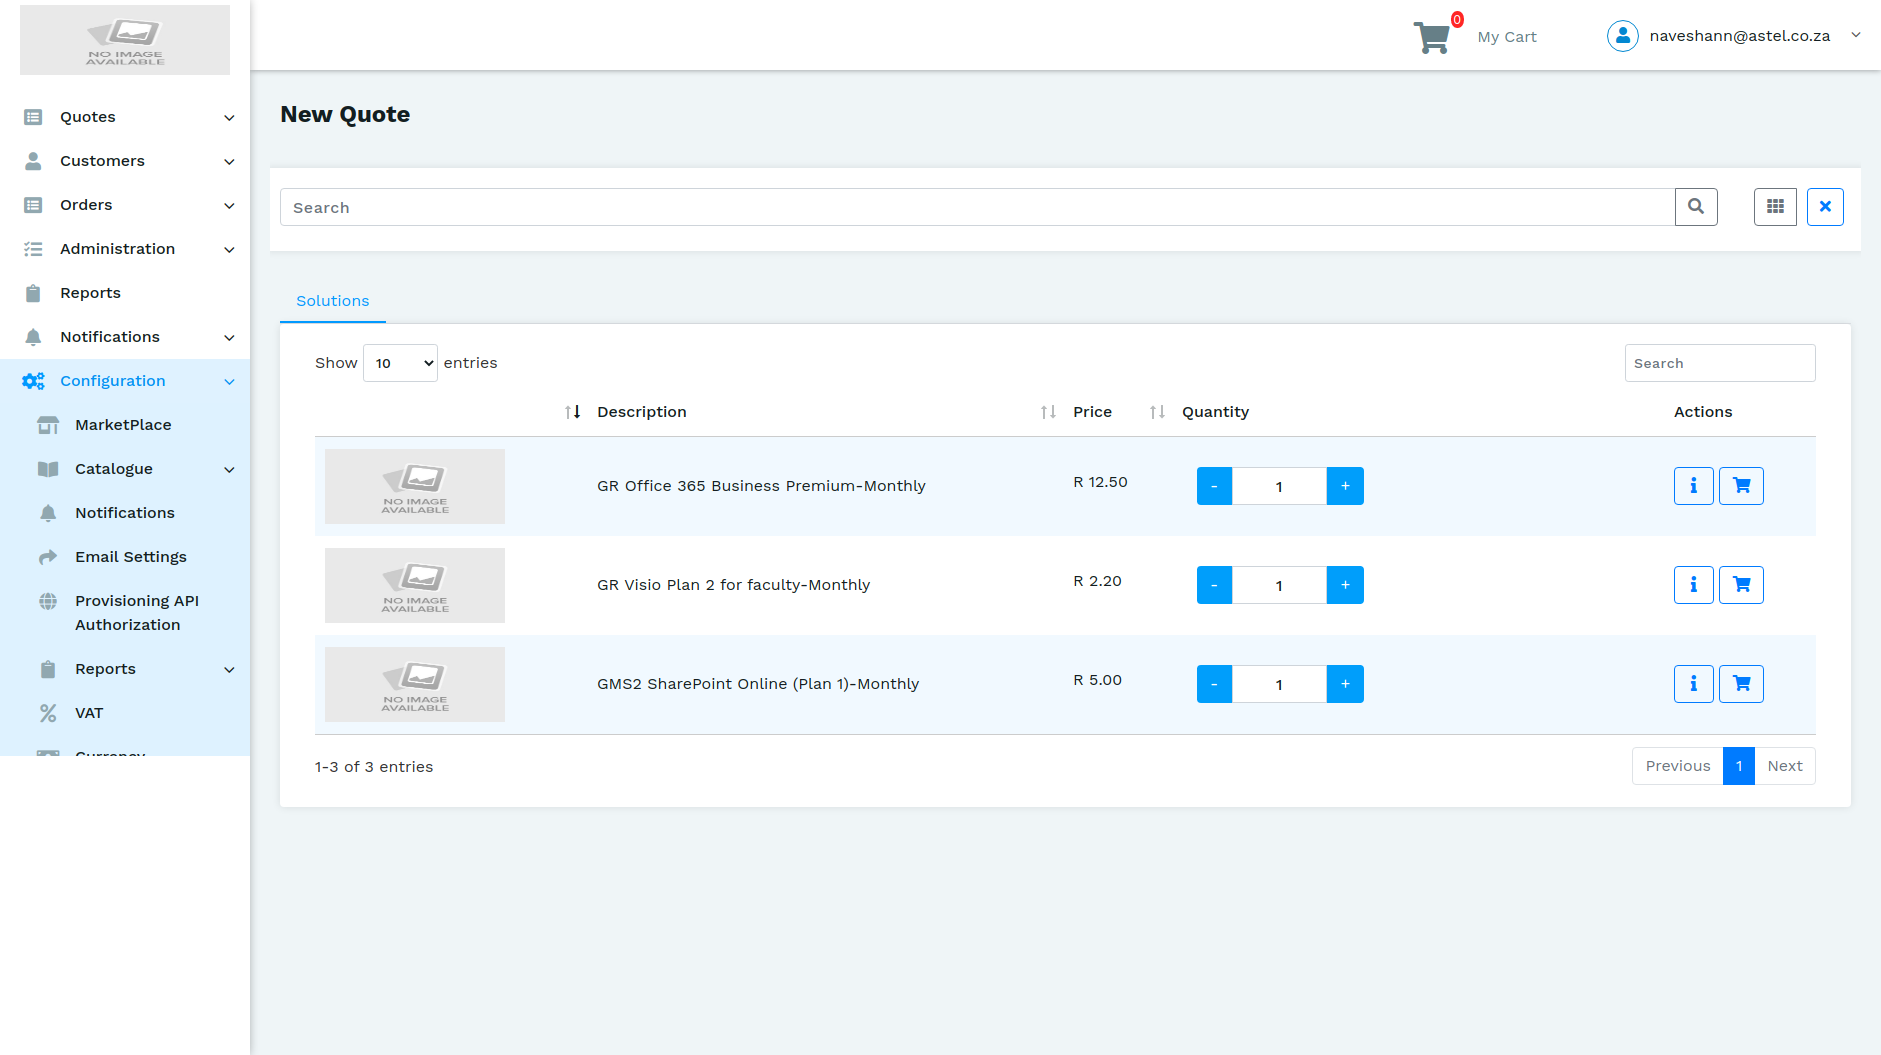 NO IMAGE
AVAILABLE
0
My Cart
naveshann@astel.co.za
Quotes
Customers
Orders
Administration
Reports
Notifications
Configuration
MarketPlace
Catalogue
Notifications
Email Settings
Provisioning API
Authorization
Reports
VAT
Currency
New Quote
Search
Solutions
Show 10 entries
Search
Description Price Quantity Actions
NO IMAGE
AVAILABLE
GR Office 365 Business Premium-Monthly R 12.50 - 1 +
NO IMAGE
AVAILABLE
GR Visio Plan 2 for faculty-Monthly R 2.20 - 1 +
NO IMAGE
AVAILABLE
GMS2 SharePoint Online (Plan 1)-Monthly R 5.00 - 1 +
1-3 of 3 entries
Previous 1 Next